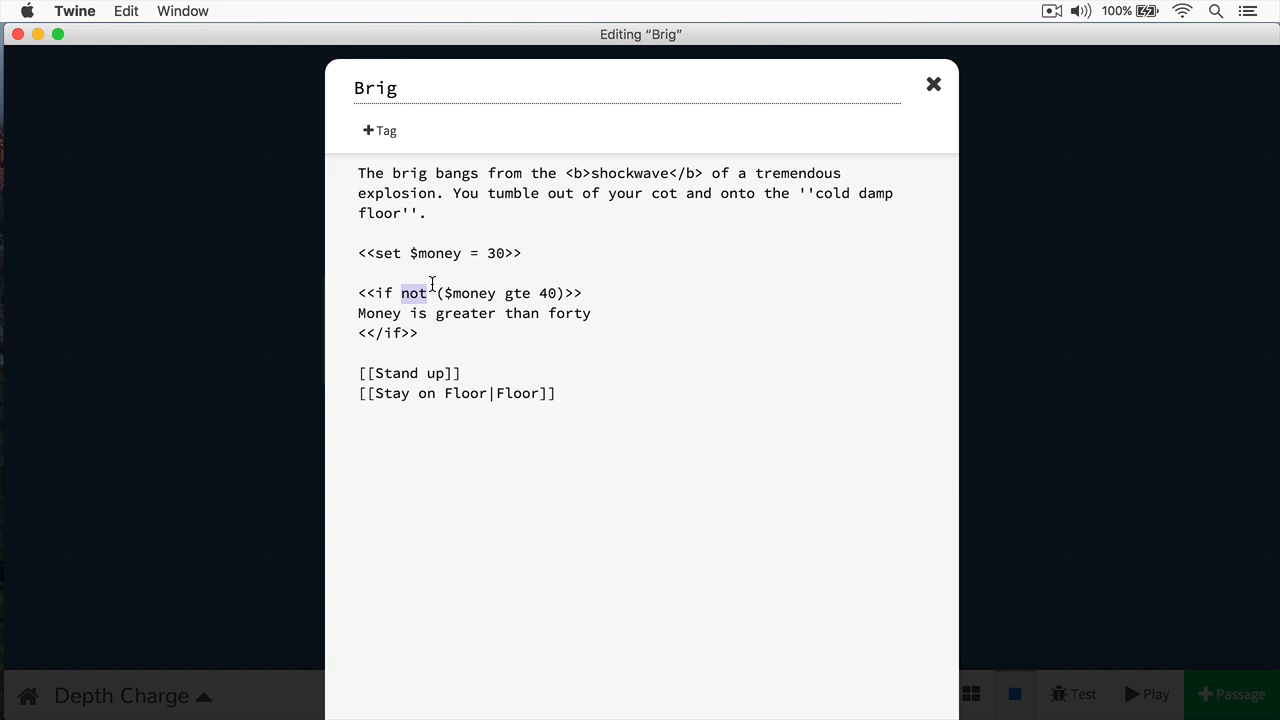 Twine Edit Window 100%
Editing “Brig”
Brig
+Tag
The brig bangs from the <b>shockwave</b> of a tremendous
explosion. You tumble out of your cot and onto the ''cold damp
floor''.
<<set $money = 30>>
<<if not ($money gte 40)>>
Money is greater than forty
<</if>>
[[Stand up]]
[[Stay on Floor|Floor]]
Depth Charge Test Play +Passage